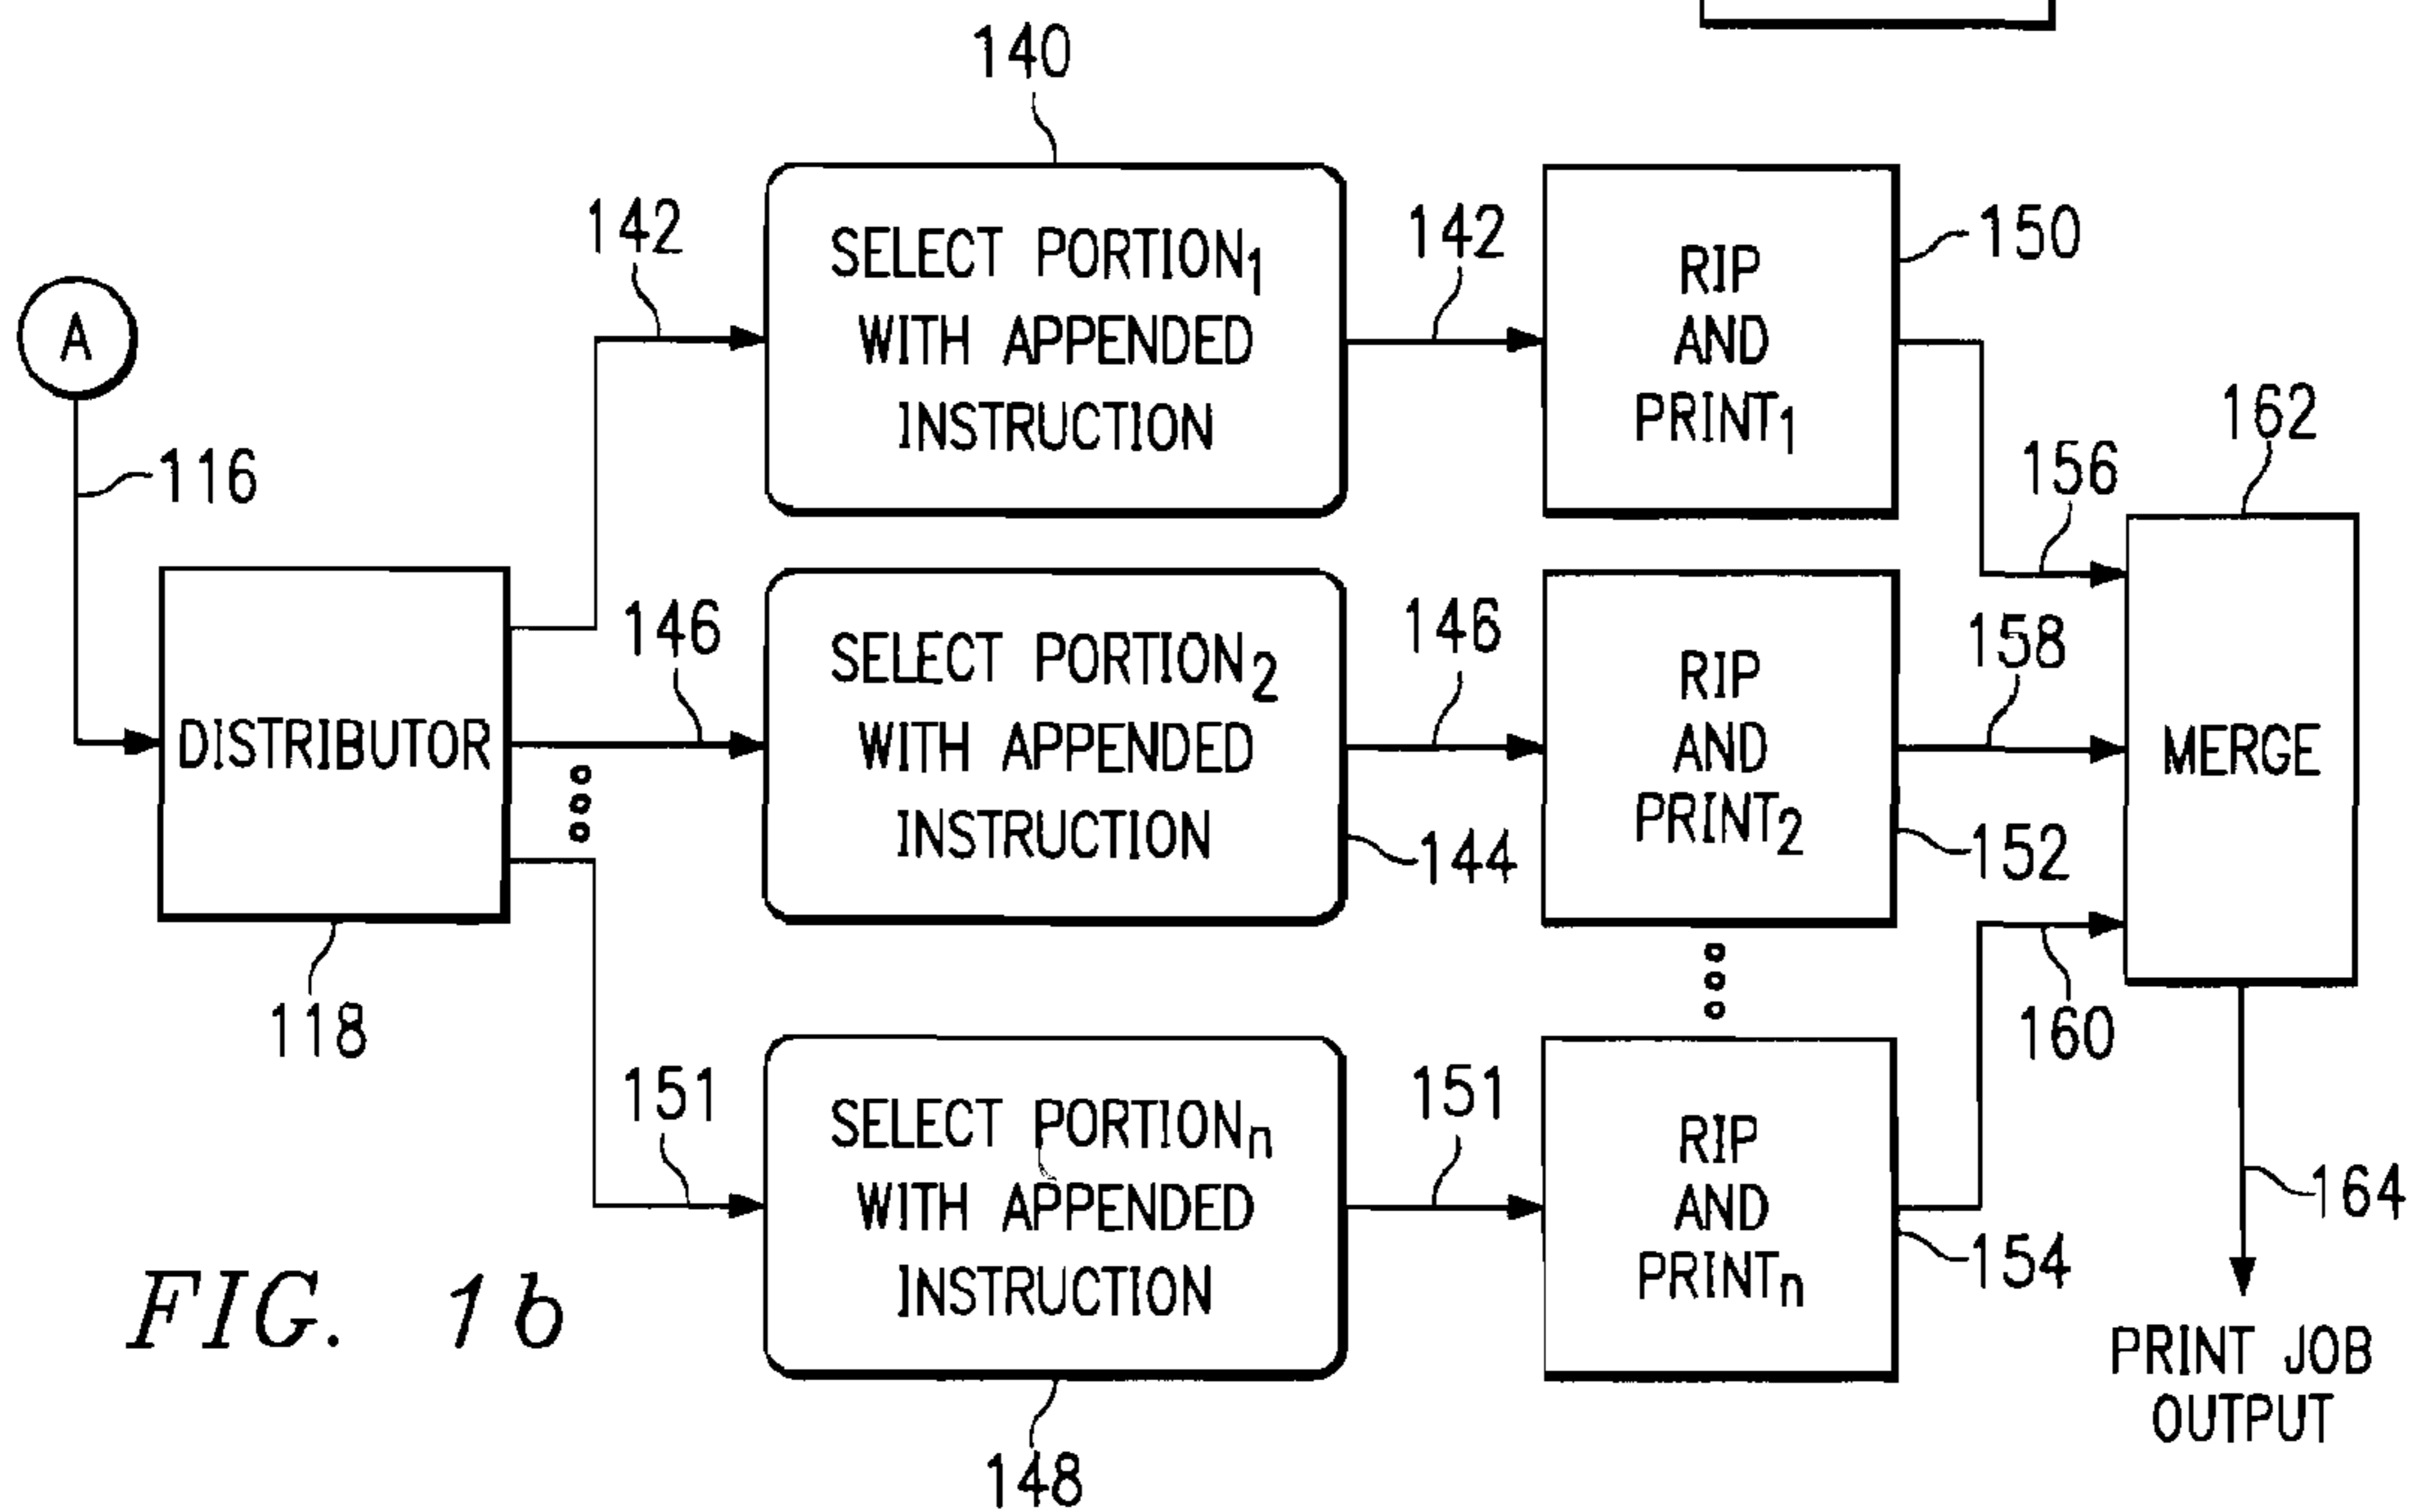 140
142
SELECT PORTION₁
WITH APPENDED
INSTRUCTION
142
RIP
AND
PRINT₁
150
A
116
156
162
146
SELECT PORTION₂
WITH APPENDED
INSTRUCTION
144
146
RIP
AND
PRINT₂
152
158
MERGE
DISTRIBUTOR
118
160
151
SELECT PORTIONₙ
WITH APPENDED
INSTRUCTION
148
151
RIP
AND
PRINTₙ
154
164
PRINT JOB
OUTPUT
FIG. 1b